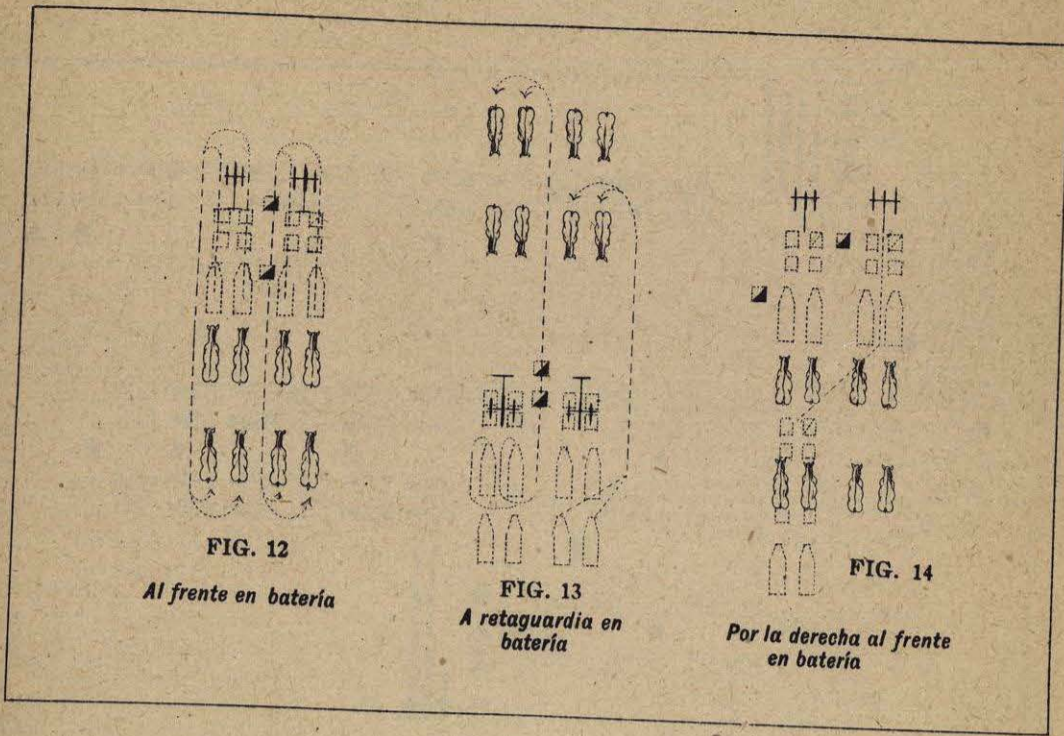 FIG. 12
Al frente en batería
FIG. 13
A retaguardia en
batería
FIG. 14
Por la derecha al frente
en batería